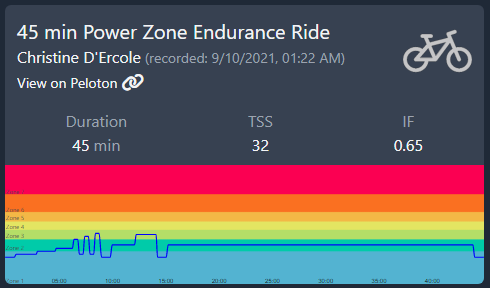 45 min Power Zone Endurance Ride
Christine D'Ercole (recorded: 9/10/2021, 01:22 AM)
View on Peloton
Duration TSS IF
45 min 32 0.65
Zone 6
Zone 5
Zone 4
Zone 3
Zone 2
Zone 1
05:00 10:00 15:00 20:00 25:00 30:00 35:00 40:00